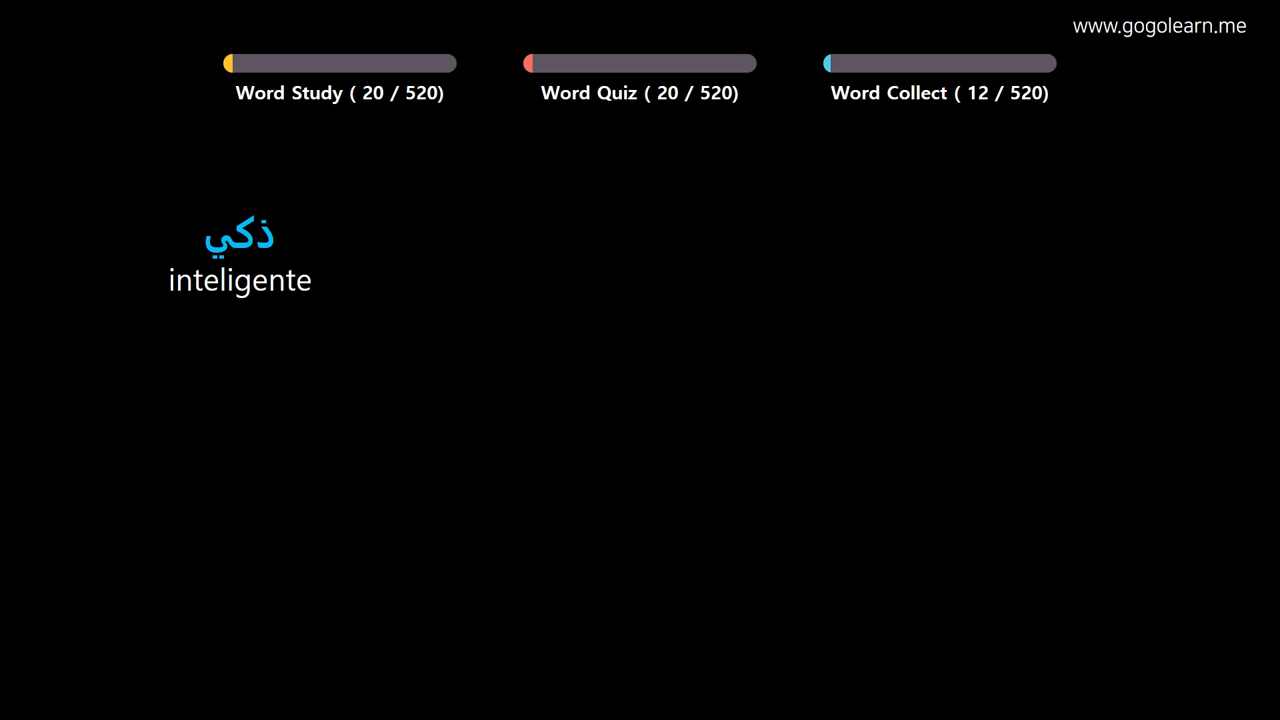 www.gogolearn.me
Word Study ( 20 / 520)
Word Quiz ( 20 / 520)
Word Collect ( 12 / 520)
ذكي
inteligente